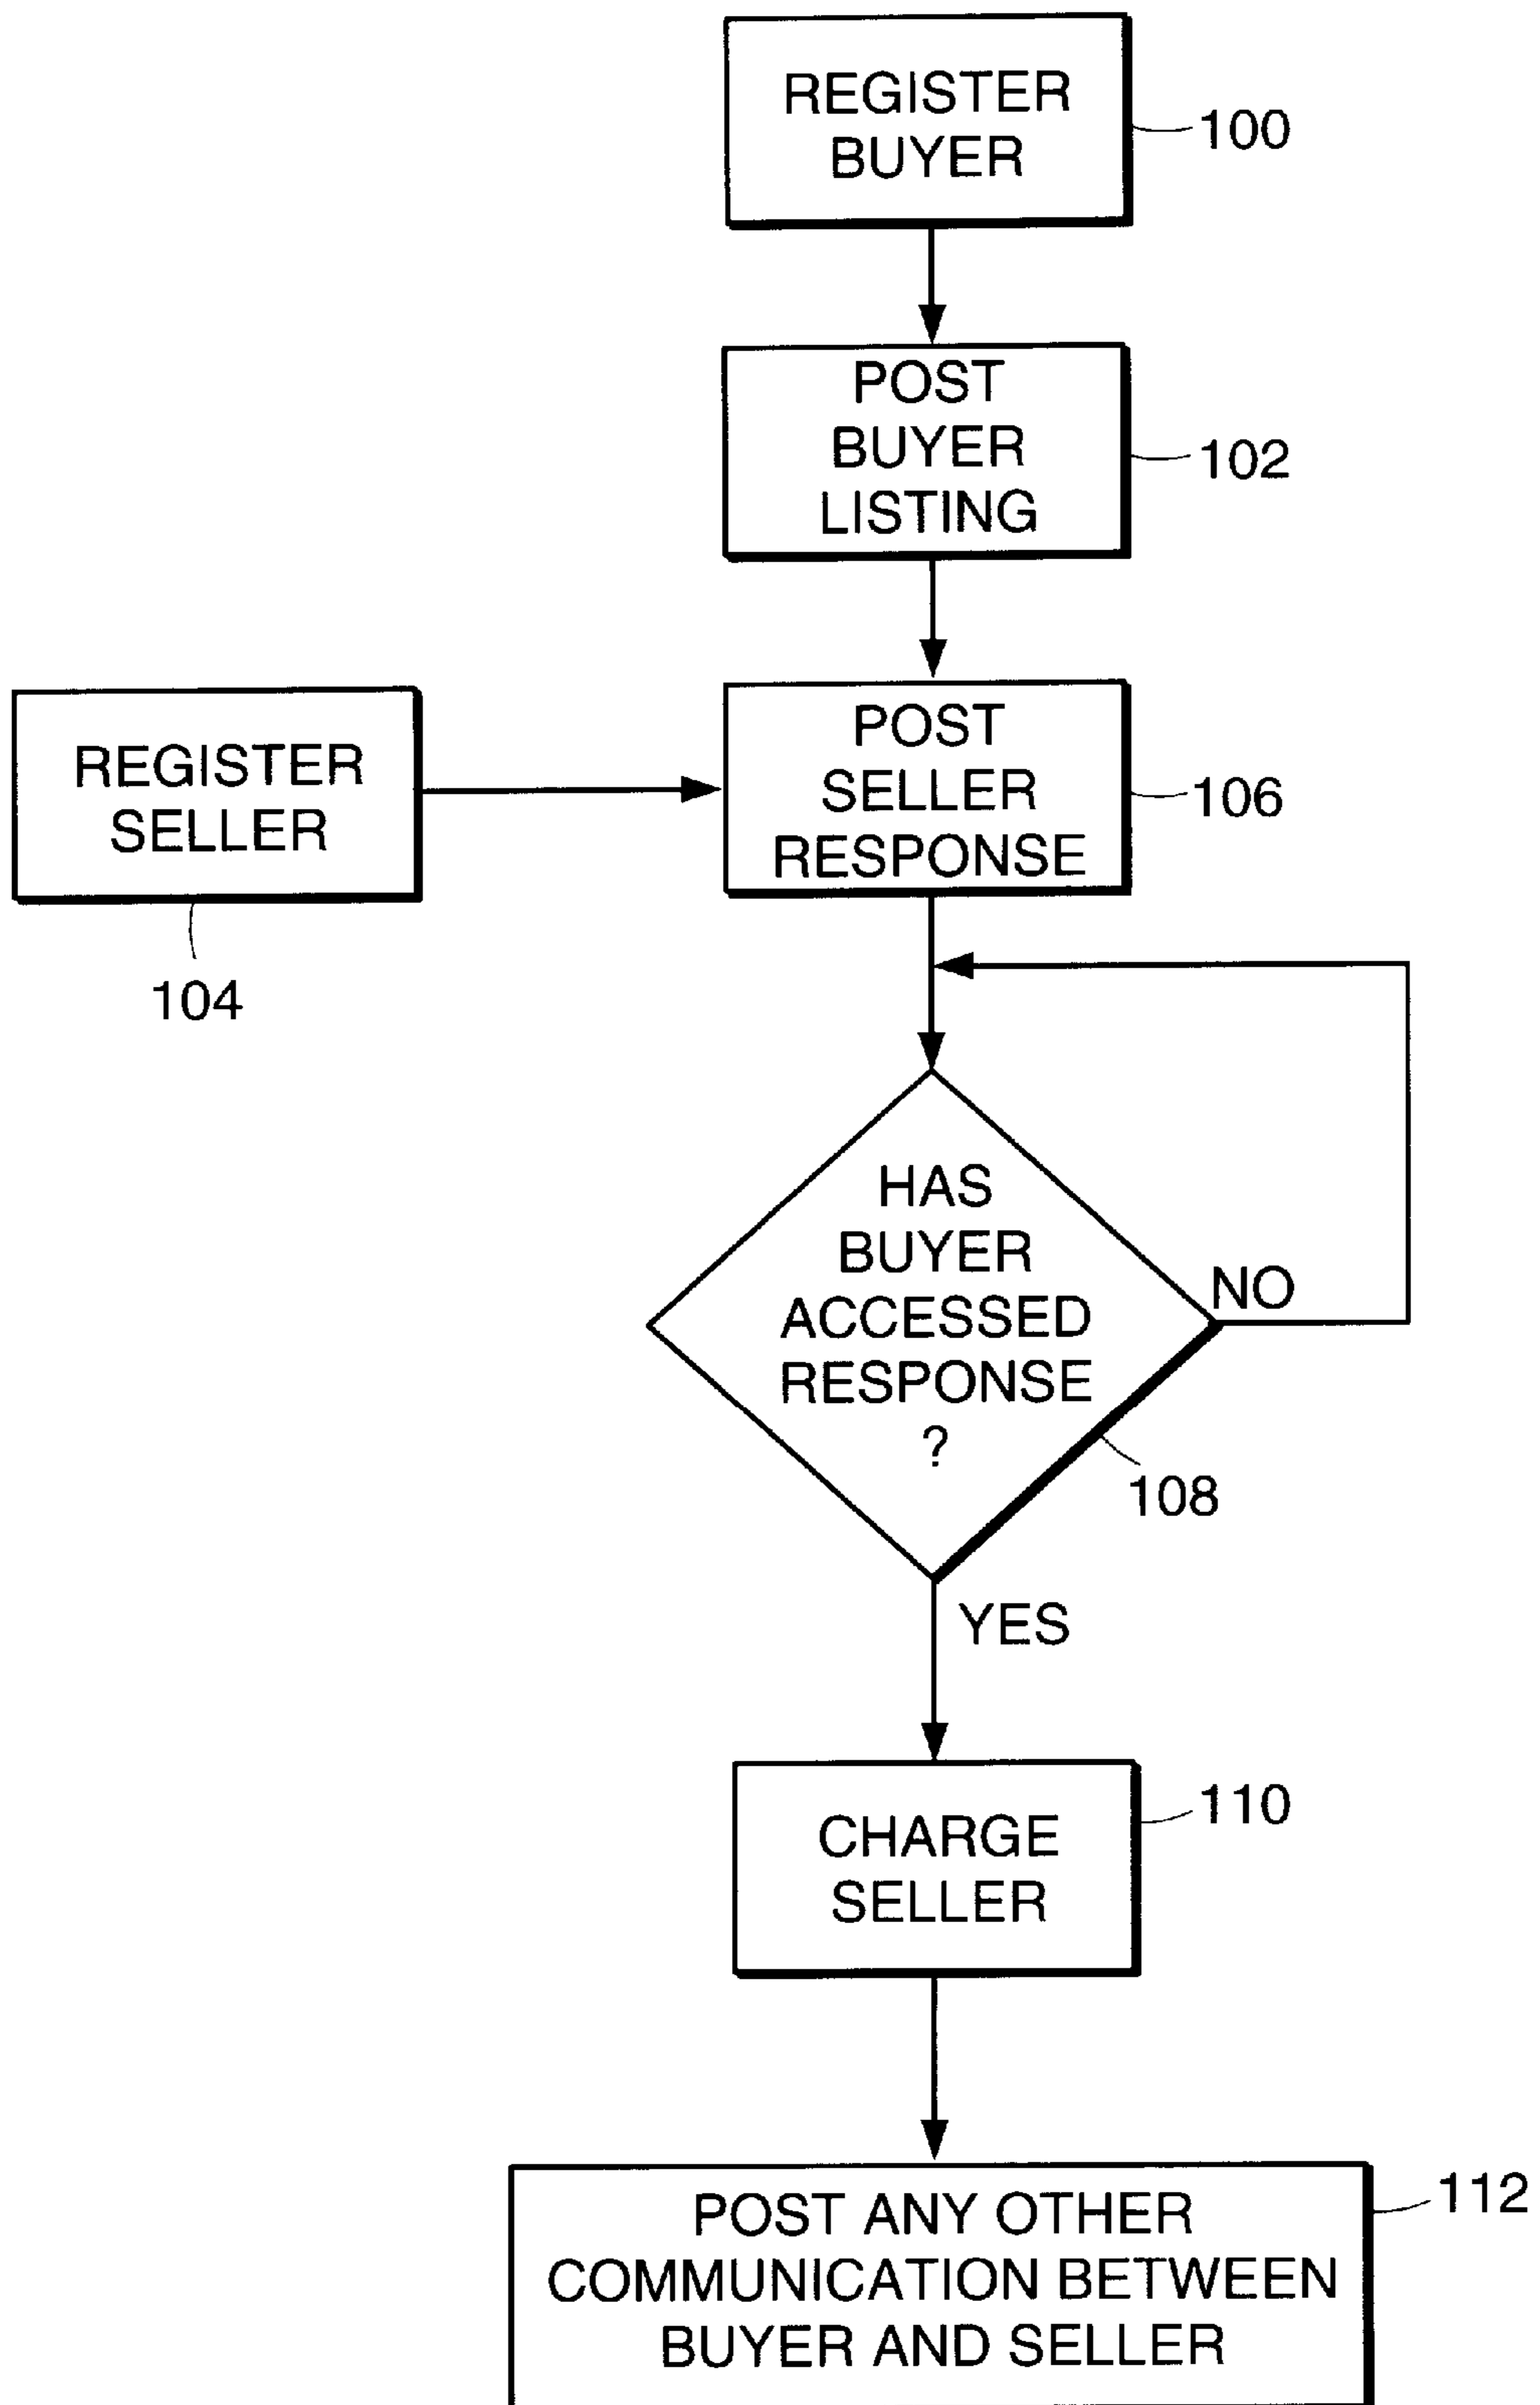 REGISTER
BUYER
100
POST
BUYER
LISTING
102
REGISTER
SELLER
104
POST
SELLER
RESPONSE
106
HAS
BUYER
ACCESSED
RESPONSE
?
NO
108
YES
CHARGE
SELLER
110
POST ANY OTHER
COMMUNICATION BETWEEN
BUYER AND SELLER
112